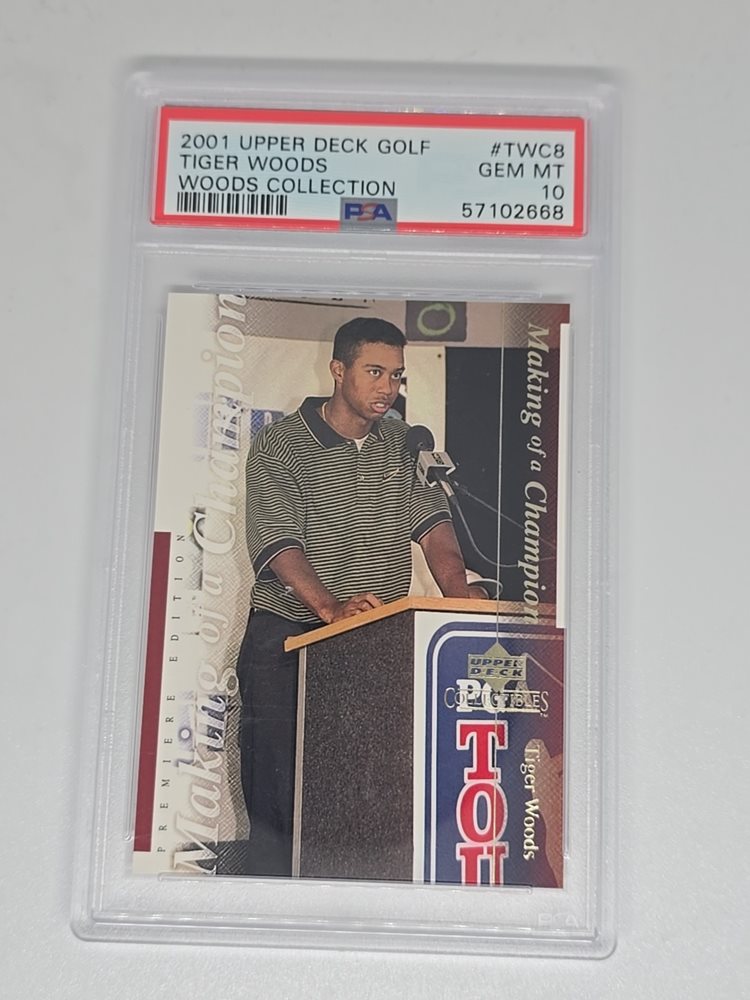 2001 UPPER DECK GOLF #TWC8
TIGER WOODS GEM MT
WOODS COLLECTION 10
PSA 57102668
Making of a Champion
Making of a Champion
PREMIERE EDITION
UPPER
DECK
COLLECTIBLES
Tiger Woods
TOU
PSA